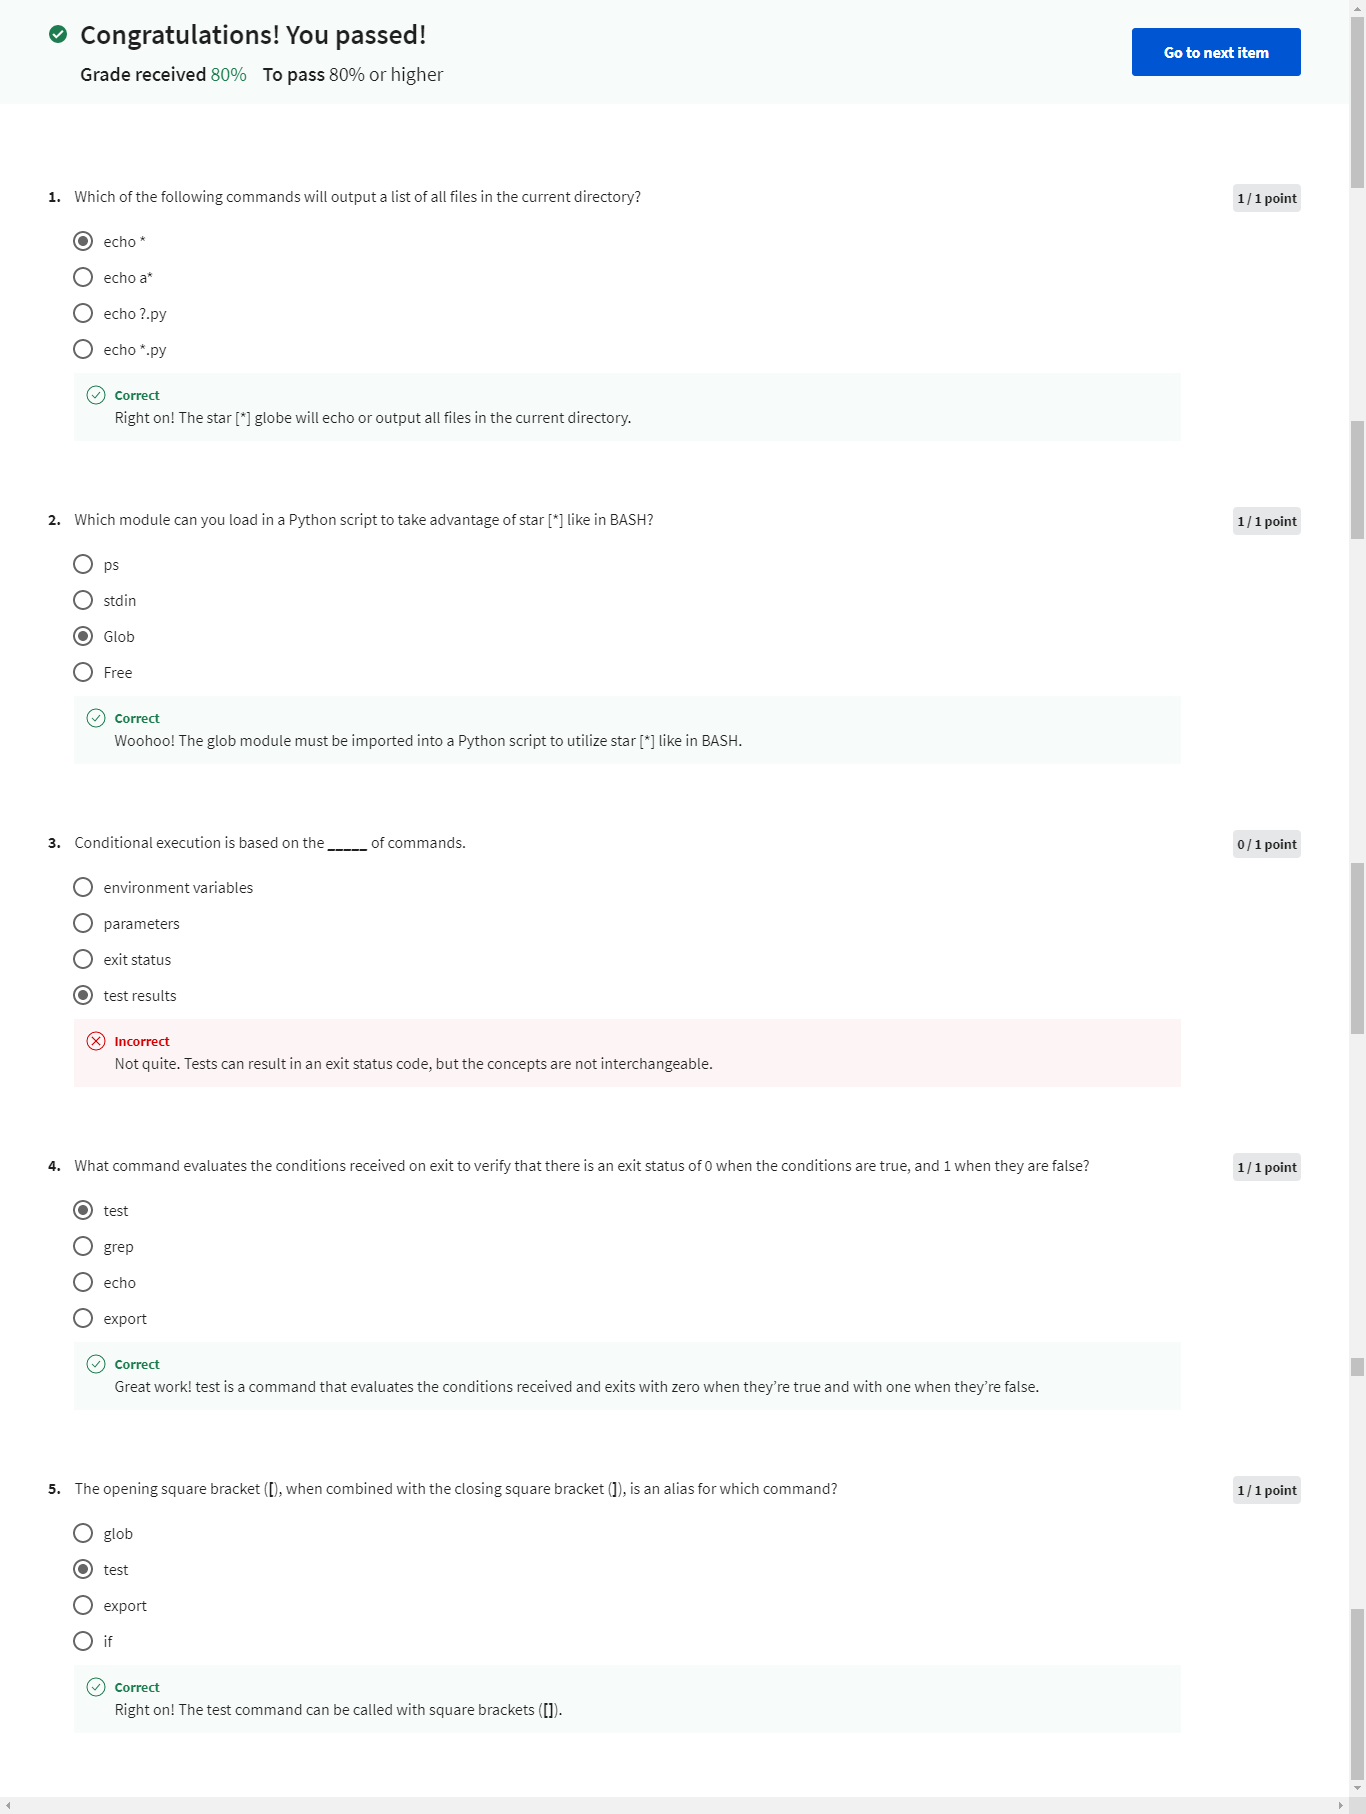 Congratulations! You passed!
Grade received 80% To pass 80% or higher
Go to next item
1. Which of the following commands will output a list of all files in the current directory?
1 / 1 point
echo *
echo a*
echo ?.py
echo *.py
Correct
Right on! The star [*] globe will echo or output all files in the current directory.
2. Which module can you load in a Python script to take advantage of star [*] like in BASH?
1 / 1 point
ps
stdin
Glob
Free
Correct
Woohoo! The glob module must be imported into a Python script to utilize star [*] like in BASH.
3. Conditional execution is based on the _____ of commands.
0 / 1 point
environment variables
parameters
exit status
test results
Incorrect
Not quite. Tests can result in an exit status code, but the concepts are not interchangeable.
4. What command evaluates the conditions received on exit to verify that there is an exit status of 0 when the conditions are true, and 1 when they are false?
1 / 1 point
test
grep
echo
export
Correct
Great work! test is a command that evaluates the conditions received and exits with zero when they’re true and with one when they’re false.
5. The opening square bracket ([), when combined with the closing square bracket (]), is an alias for which command?
1 / 1 point
glob
test
export
if
Correct
Right on! The test command can be called with square brackets ([]).